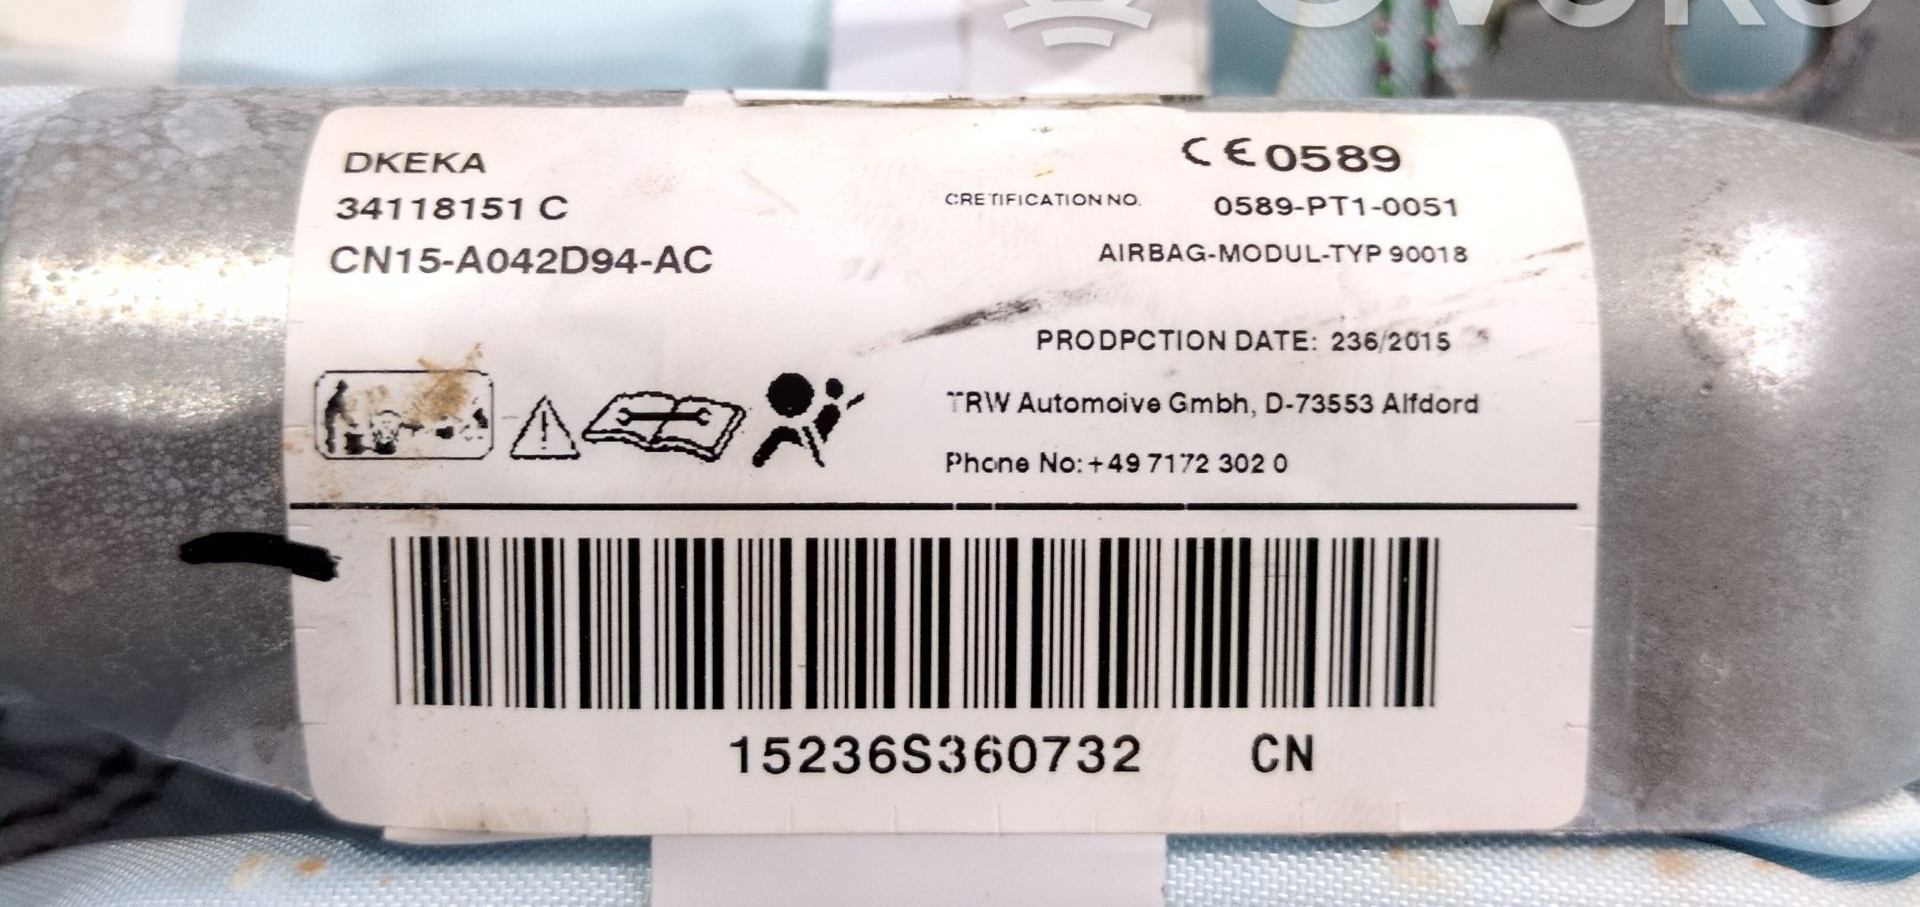 DKEKA
34118151 C
CN15-A042D94-AC
CE0589
CRETIFICATION NO. 0589-PT1-0051
AIRBAG-MODUL-TYP 90018
PRODPCTION DATE: 236/2015
TRW Automoive Gmbh, D-73553 Alfdord
Phone No: +49 7172 302 0
15236S360732 CN